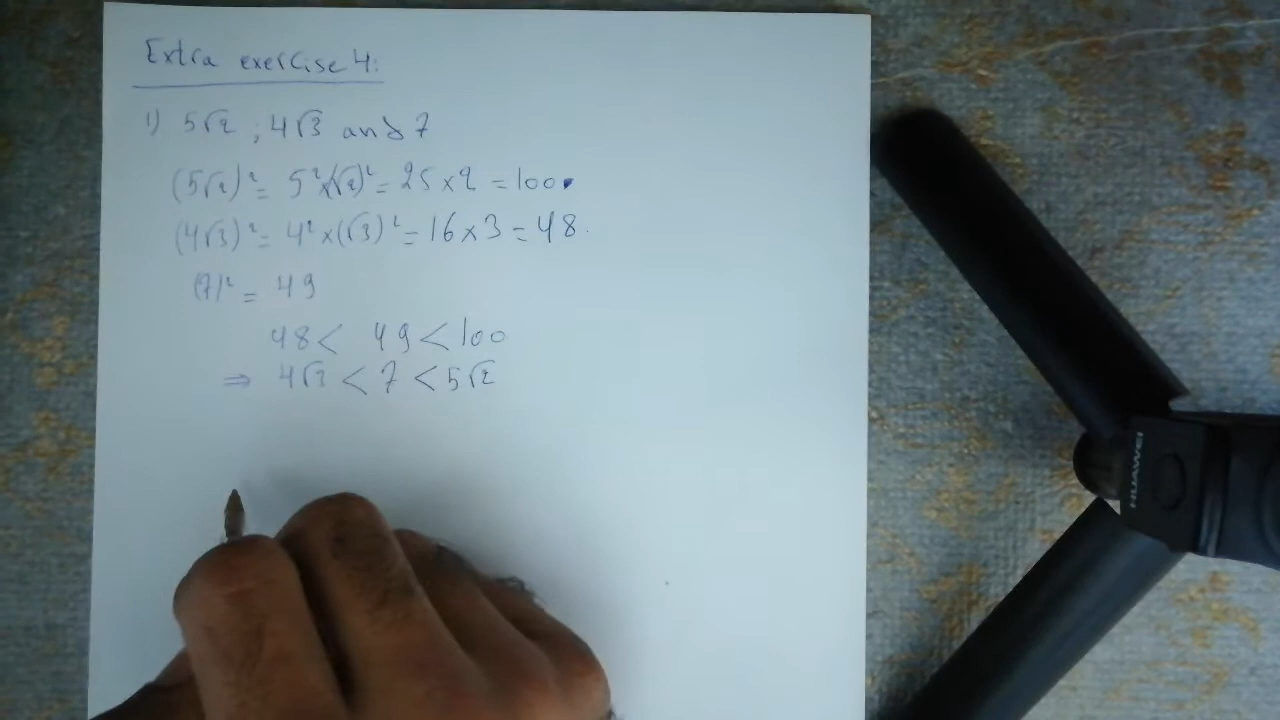 Extra exercise 4:
1) 5√2 ; 4√3 and 7
(5√2)² = 5²×(√2)² = 25 × 2 = 100.
(4√3)² = 4² × (√3)² = 16 × 3 = 48.
(7)² = 49
48 < 49 < 100
⇒ 4√3 < 7 < 5√2
HUAWEI